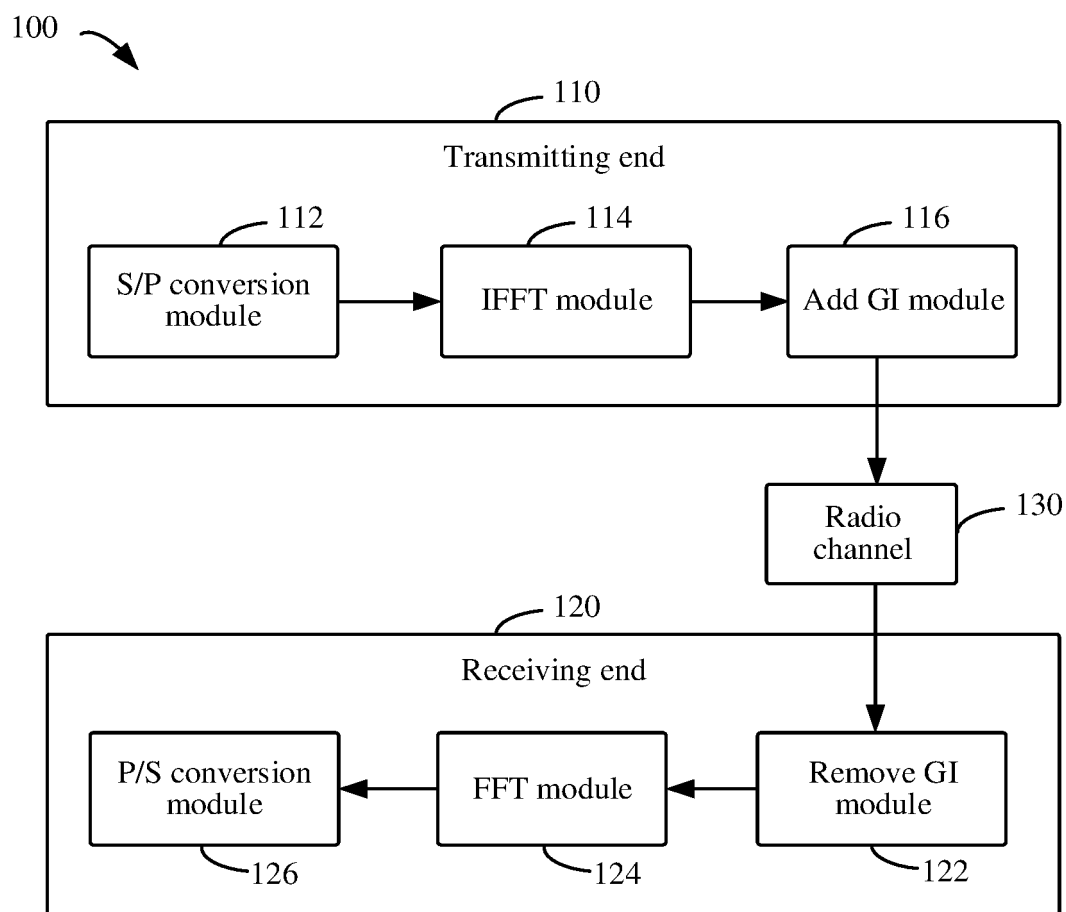 100
110
Transmitting end
112
114
116
S/P conversion
module
IFFT module
Add GI module
Radio
channel
130
120
Receiving end
P/S conversion
module
FFT module
Remove GI
module
126
124
122